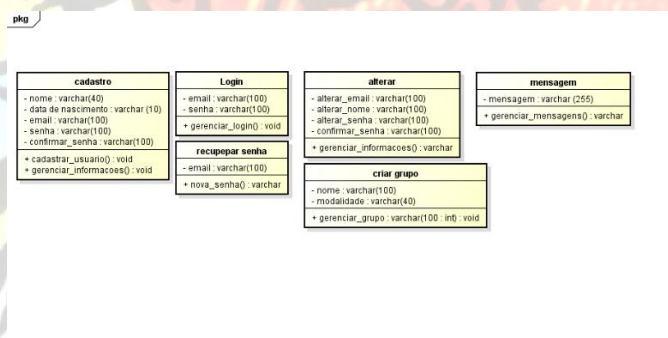 pkg
cadastro
- nome : varchar(40)
- data de nascimento : varchar (10)
- email : varchar(100)
- senha : varchar(100)
- confirmar_senha : varchar(100)
+ cadastrar_usuario() : void
+ gerenciar_informacoes() : void
Login
- email : varchar(100)
- senha : varchar(100)
+ gerenciar_login() : void
recupepar senha
- email : varchar(100)
+ nova_senha() : varchar
alterar
- alterar_email : varchar(100)
- alterar_nome : varchar(100)
- alterar_senha : varchar(100)
- confirmar_senha : varchar(100)
+ gerenciar_informacoes() : varchar
criar grupo
- nome : varchar(100)
- modalidade : varchar(40)
+ gerenciar_grupo : varchar(100 : int) : void
mensagem
- mensagem : varchar (255)
+ gerenciar_mensagens() : varchar